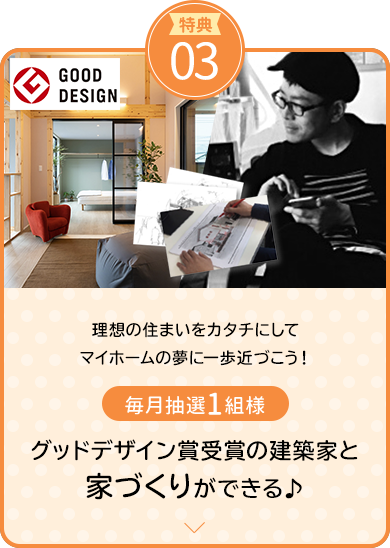 特典
03
GOOD
DESIGN
理想の住まいをカタチにして
マイホームの夢に一歩近づこう！
毎月抽選1組様
グッドデザイン賞受賞の建築家と
家づくりができる♪